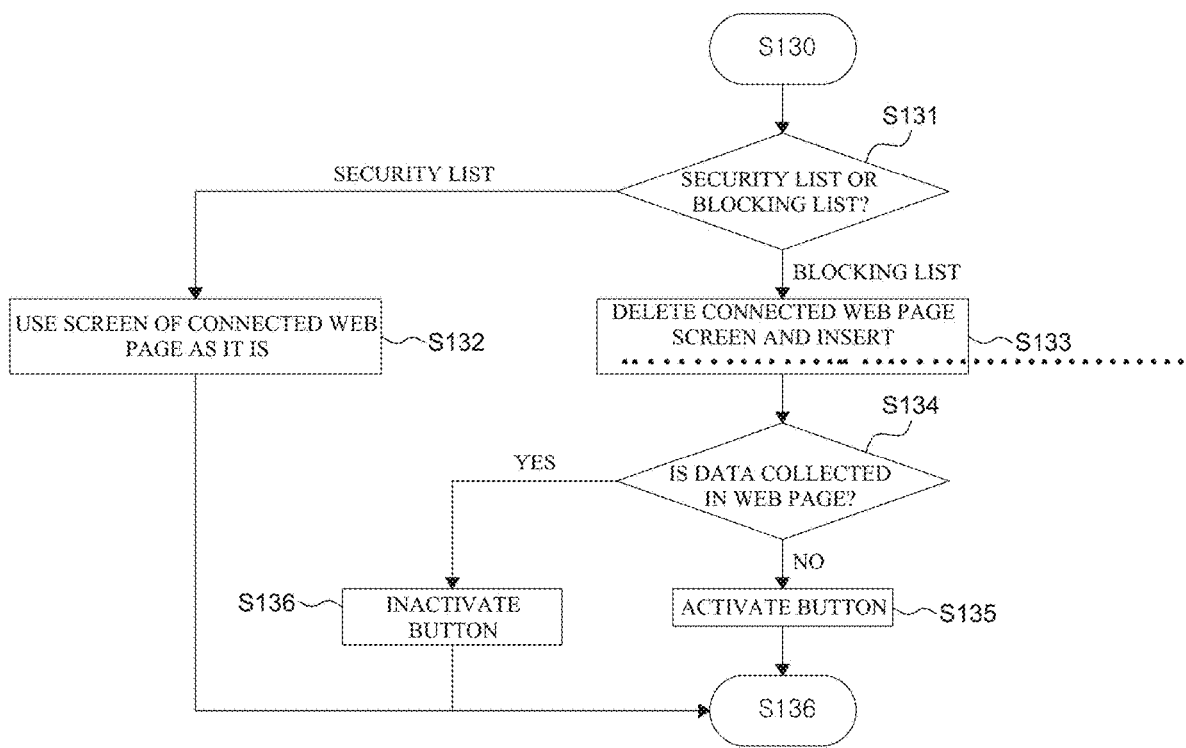 S130
S131
SECURITY LIST
SECURITY LIST OR
BLOCKING LIST?
BLOCKING LIST
USE SCREEN OF CONNECTED WEB
PAGE AS IT IS
S132
DELETE CONNECTED WEB PAGE
SCREEN AND INSERT
S133
S134
YES
IS DATA COLLECTED
IN WEB PAGE?
NO
S136
INACTIVATE
BUTTON
ACTIVATE BUTTON
S135
S136